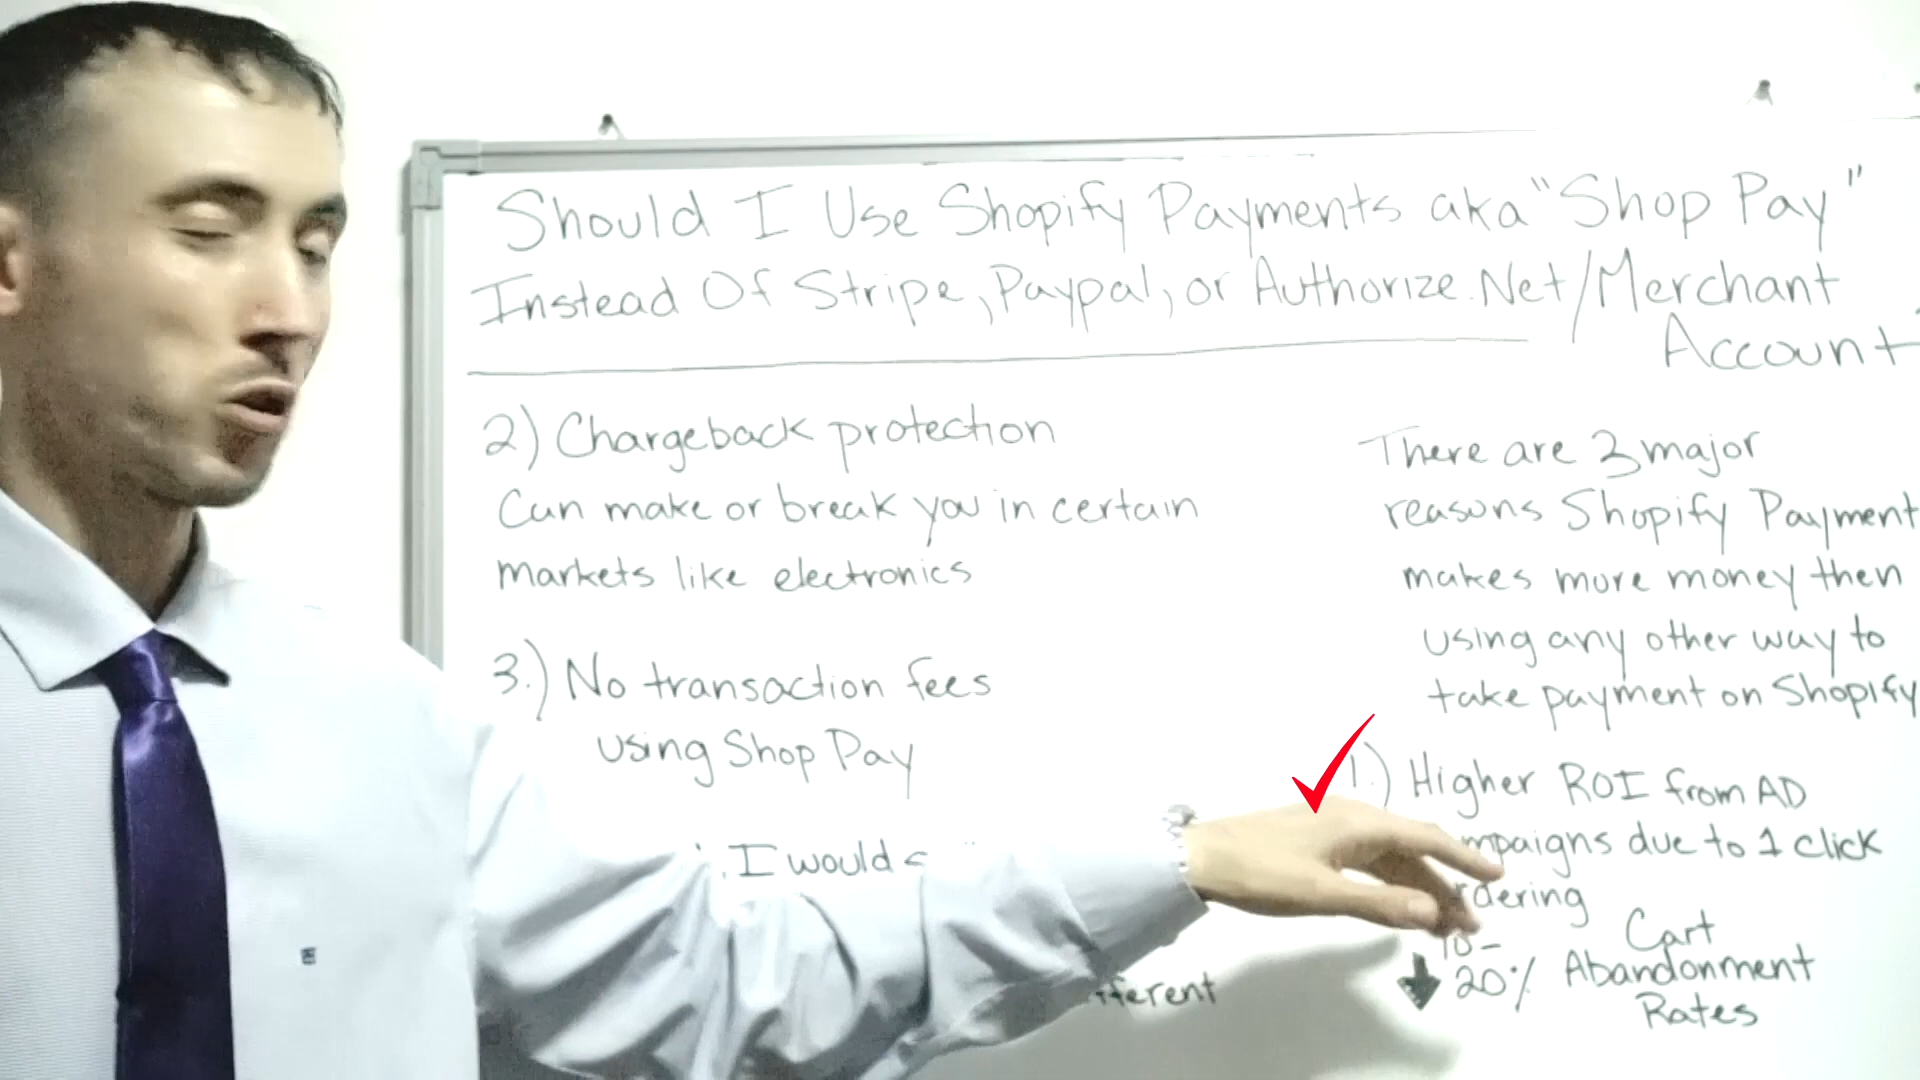 Should I Use Shopify Payments aka "Shop Pay"
Instead Of Stripe, Paypal, or Authorize.Net/Merchant
Account
2) Chargeback protection
Can make or break you in certain
markets like electronics
3.) No transaction fees
using Shop Pay
I would
There are 3 major
reasons Shopify Payment
makes more money then
using any other way to
take payment on Shopify
1.) Higher ROI from AD
mpaigns due to 1 click
rdering
10-
20% Cart
Abandonment
Rates